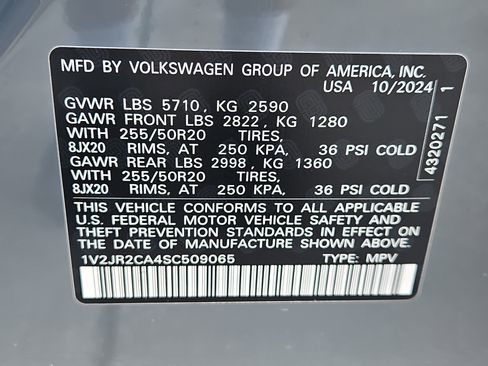 MFD BY VOLKSWAGEN GROUP OF AMERICA, INC.
USA 10/2024
GVWR LBS 5710, KG 2590
GAWR FRONT LBS 2822, KG 1280
WITH 255/50R20 TIRES,
8JX20 RIMS, AT 250 KPA, 36 PSI COLD
GAWR REAR LBS 2998, KG 1360
WITH 255/50R20 TIRES,
8JX20 RIMS, AT 250 KPA, 36 PSI COLD
THIS VEHICLE CONFORMS TO ALL APPLICABLE
U.S. FEDERAL MOTOR VEHICLE SAFETY AND
THEFT PREVENTION STANDARDS IN EFFECT ON
THE DATE OF MANUFACTURE SHOWN ABOVE.
1V2JR2CA4SC509065 TYPE: MPV
4320271 1